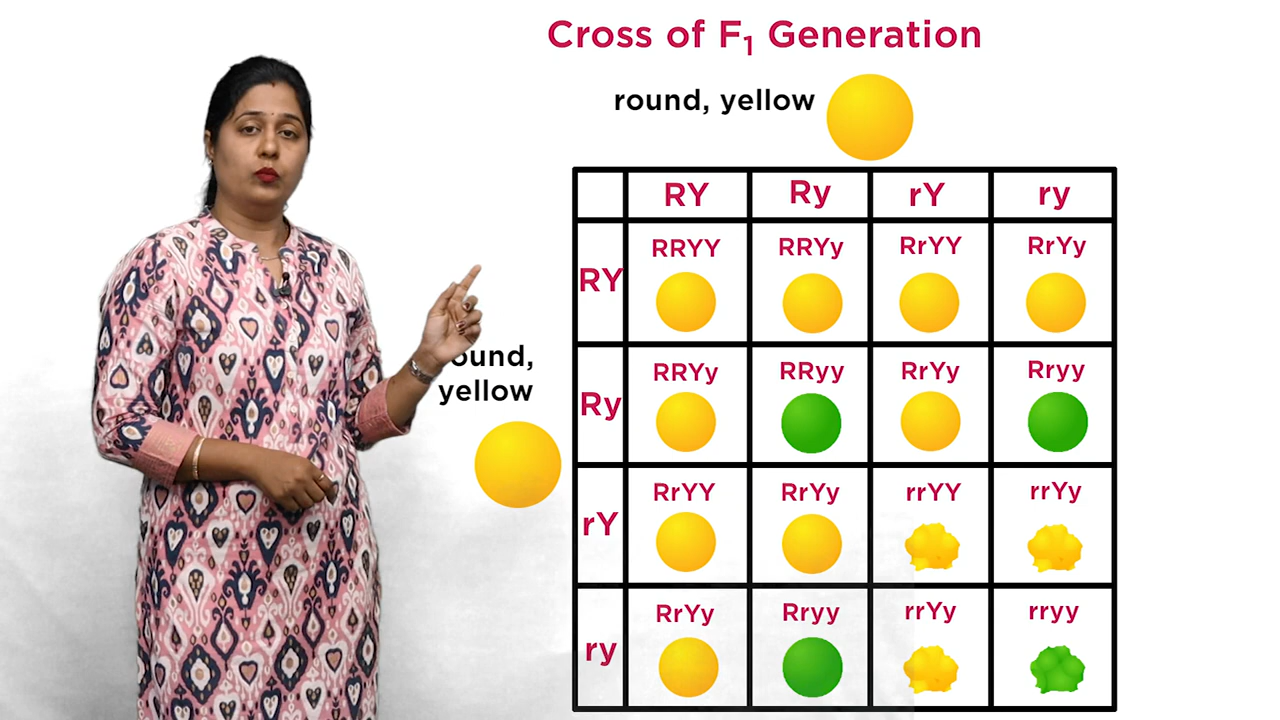 Cross of F₁ Generation
round, yellow
RY Ry rY ry
RRYY RRYy RrYY RrYy
RY
yellow
RRYy RRyy RrYy Rryy
Ry
RrYY RrYy rrYY rrYy
rY
RrYy Rryy rrYy rryy
ry